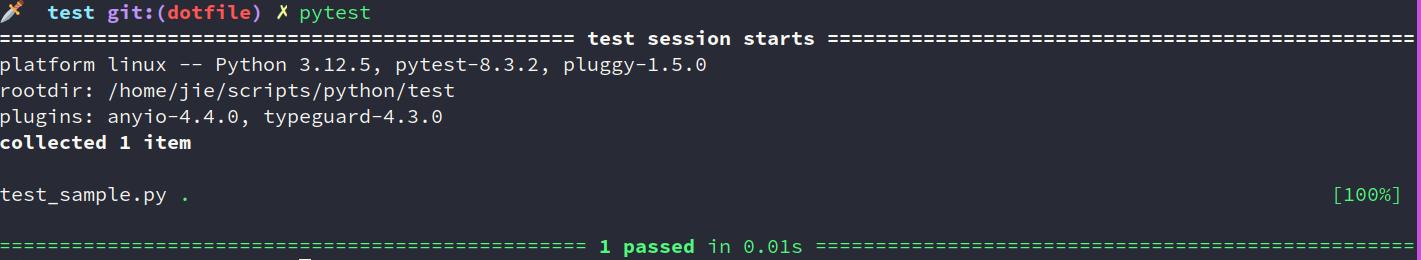 test git:(dotfile) ✗ pytest
================================================ test session starts =================================================
platform linux -- Python 3.12.5, pytest-8.3.2, pluggy-1.5.0
rootdir: /home/jie/scripts/python/test
plugins: anyio-4.4.0, typeguard-4.3.0
collected 1 item
test_sample.py . [100%]
================================================= 1 passed in 0.01s ==================================================